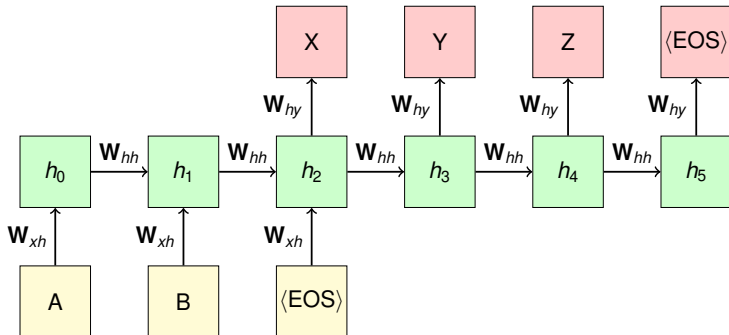 X Y Z ⟨EOS⟩
W_hy W_hy W_hy W_hy
W_hh W_hh W_hh W_hh W_hh
h_0 h_1 h_2 h_3 h_4 h_5
W_xh W_xh W_xh
A B ⟨EOS⟩